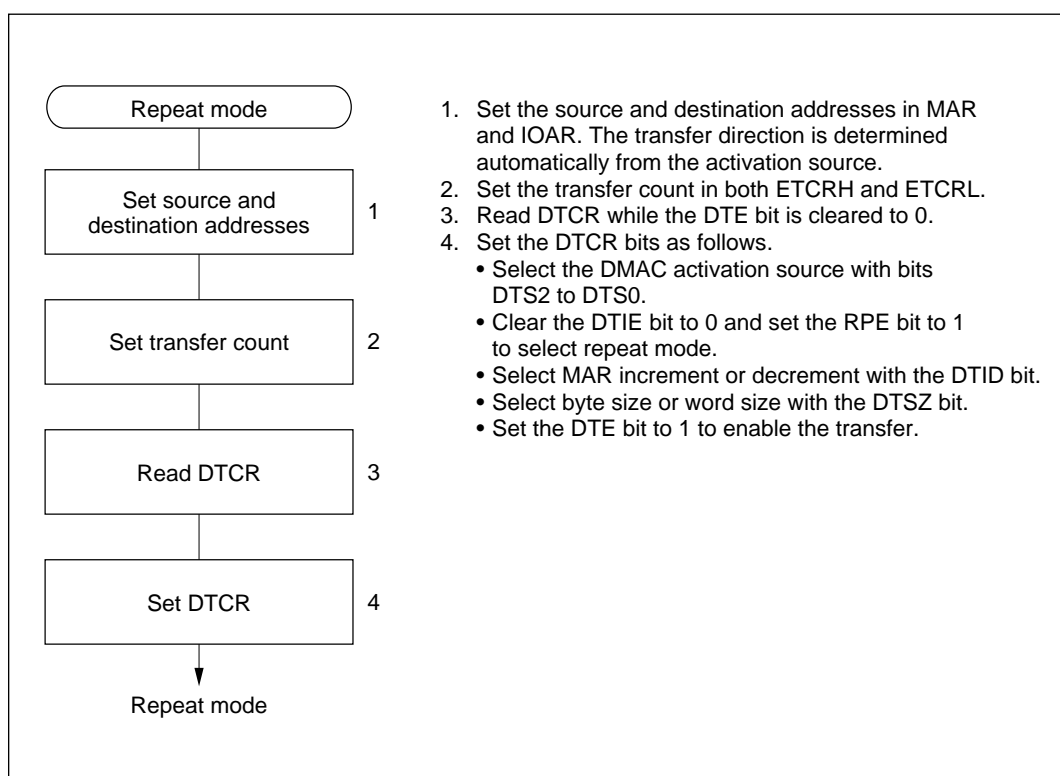 Repeat mode
Set source and
destination addresses
1
Set transfer count
2
Read DTCR
3
Set DTCR
4
Repeat mode
1. Set the source and destination addresses in MAR
and IOAR. The transfer direction is determined
automatically from the activation source.
2. Set the transfer count in both ETCRH and ETCRL.
3. Read DTCR while the DTE bit is cleared to 0.
4. Set the DTCR bits as follows.
• Select the DMAC activation source with bits
DTS2 to DTS0.
• Clear the DTIE bit to 0 and set the RPE bit to 1
to select repeat mode.
• Select MAR increment or decrement with the DTID bit.
• Select byte size or word size with the DTSZ bit.
• Set the DTE bit to 1 to enable the transfer.